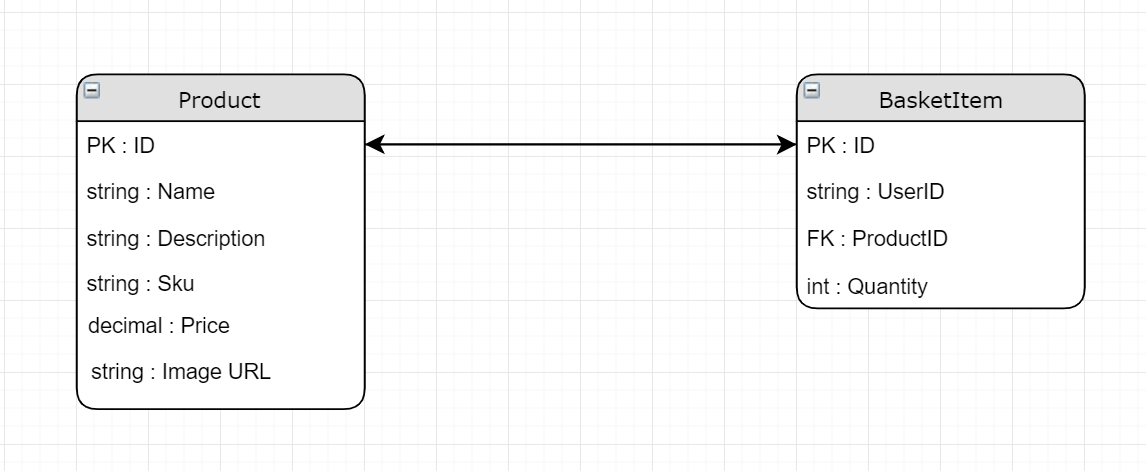 Product
PK : ID
string : Name
string : Description
string : Sku
decimal : Price
string : Image URL
BasketItem
PK : ID
string : UserID
FK : ProductID
int : Quantity